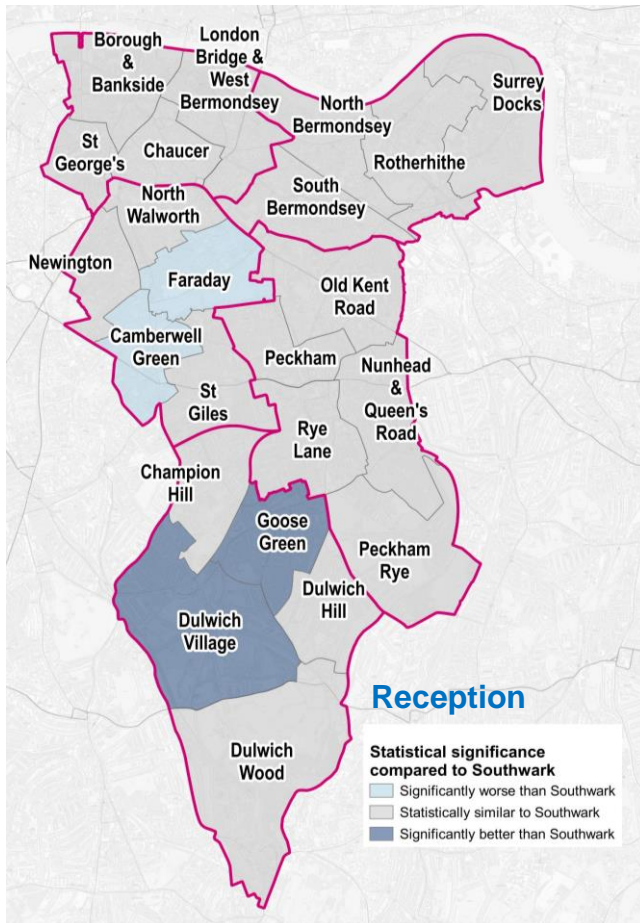 Borough
&
Bankside
London
Bridge &
West
Bermondsey
Surrey
Docks
North
Bermondsey
St
George's
Chaucer
Rotherhithe
South
Bermondsey
North
Walworth
Newington
Faraday
Old Kent
Road
Camberwell
Green
Peckham
Nunhead
&
Queen's
Road
St
Giles
Rye
Lane
Champion
Hill
Goose
Green
Peckham
Rye
Dulwich
Hill
Dulwich
Village
Dulwich
Wood
Reception
Statistical significance
compared to Southwark
Significantly worse than Southwark
Statistically similar to Southwark
Significantly better than Southwark